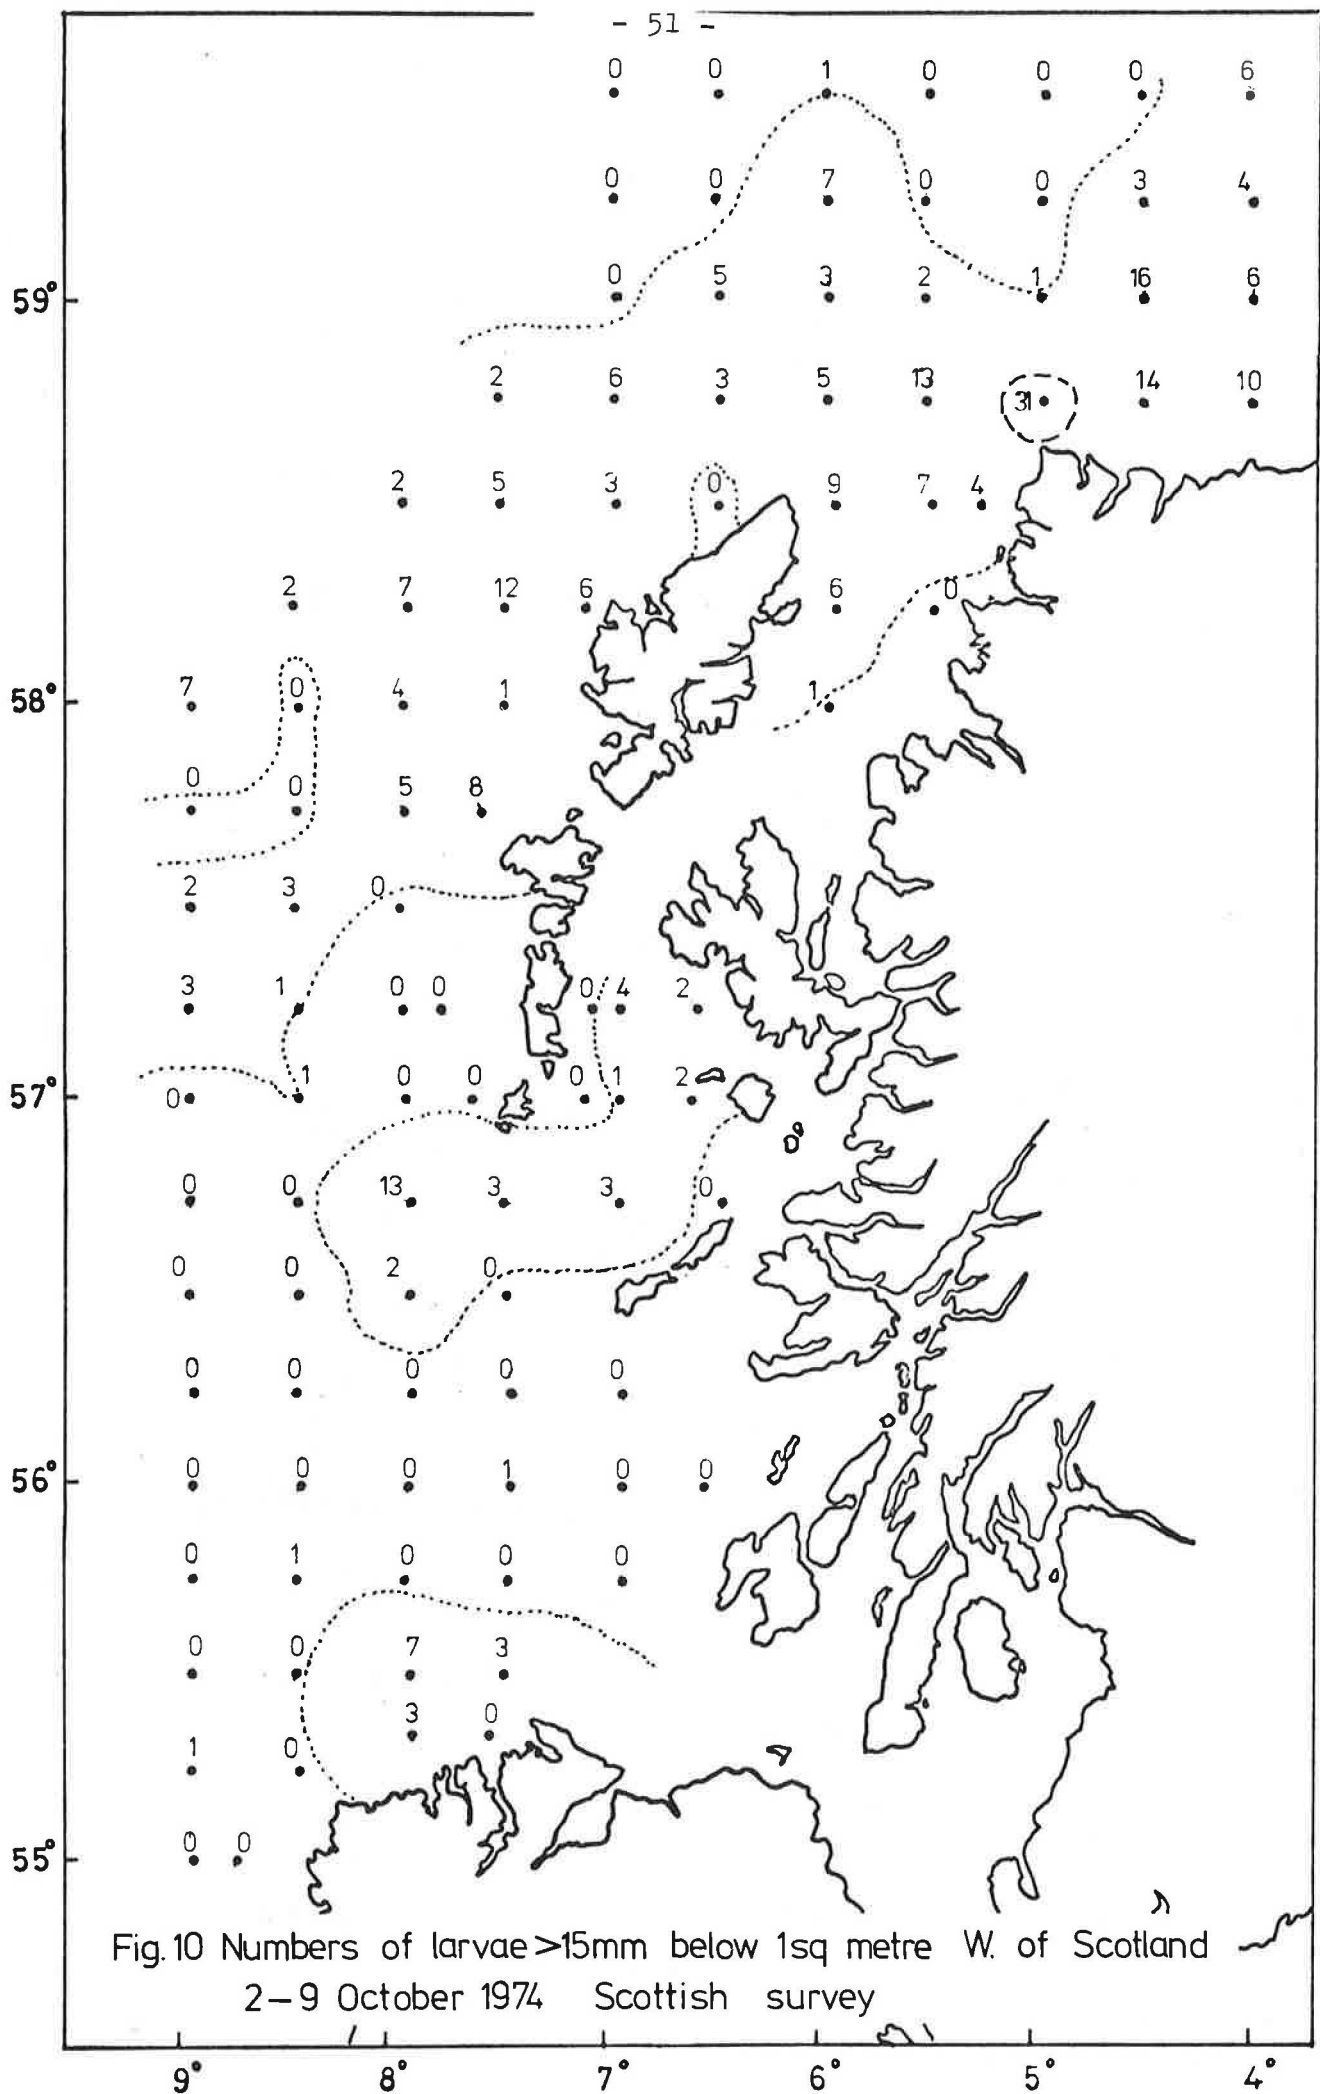 - 51 -
0 0 1 0 0 0 6
0 0 7 0 0 3 4
0 5 3 2 1 16 6
59°
2 6 3 5 13 31 14 10
2 5 3 0 9 7 4
2 7 12 6 6 0
7 0 4 1 1
58°
0 0 5 8
2 3 0
3 1 0 0 0 4 2
0 1 0 0 0 1 2
57°
0 0 13 3 3 0
0 0 2 0
0 0 0 0 0
0 0 0 1 0 0
56°
0 1 0 0 0
0 0 7 3
3 0
1 0
0 0
55°
Fig.10 Numbers of larvae >15mm below 1sq metre W. of Scotland
2–9 October 1974 Scottish survey
9° 8° 7° 6° 5° 4°